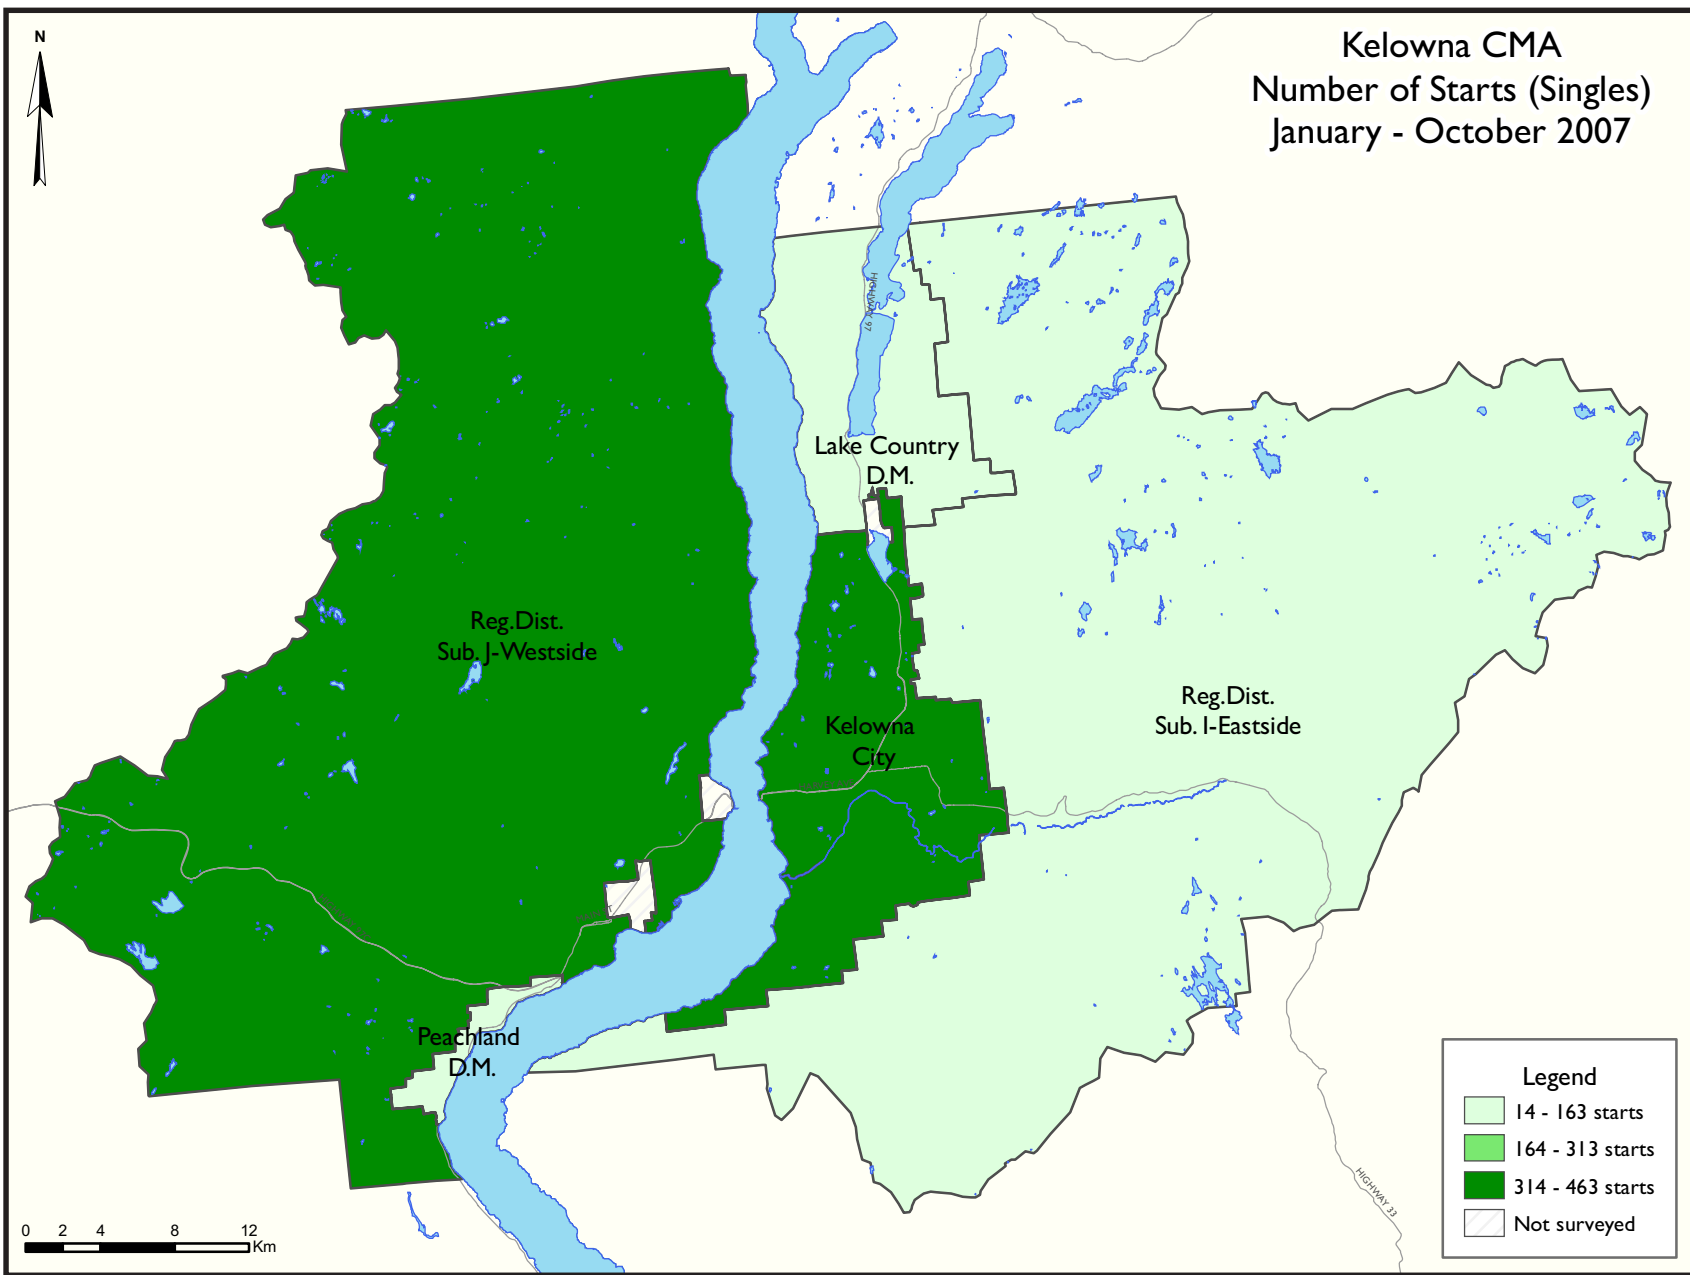 N
Kelowna CMA
Number of Starts (Singles)
January - October 2007
HIGHWAY 97
Lake Country
D.M.
Reg.Dist.
Sub. J-Westside
Reg.Dist.
Sub. I-Eastside
Kelowna
City
Peachland
D.M.
HIGHWAY 33
Legend
14 - 163 starts
164 - 313 starts
314 - 463 starts
Not surveyed
0 2 4 8 12
Km